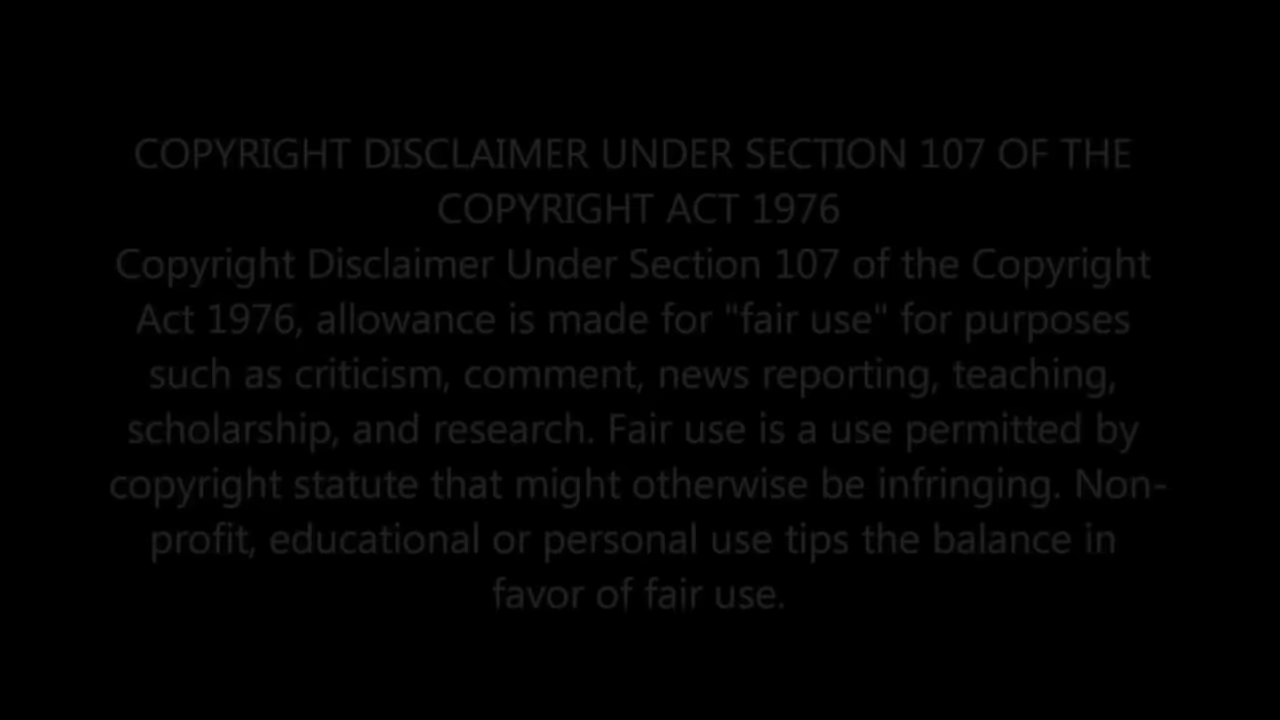 COPYRIGHT DISCLAIMER UNDER SECTION 107 OF THE
COPYRIGHT ACT 1976
Copyright Disclaimer Under Section 107 of the Copyright
Act 1976, allowance is made for "fair use" for purposes
such as criticism, comment, news reporting, teaching,
scholarship, and research. Fair use is a use permitted by
copyright statute that might otherwise be infringing. Non-
profit, educational or personal use tips the balance in
favor of fair use.